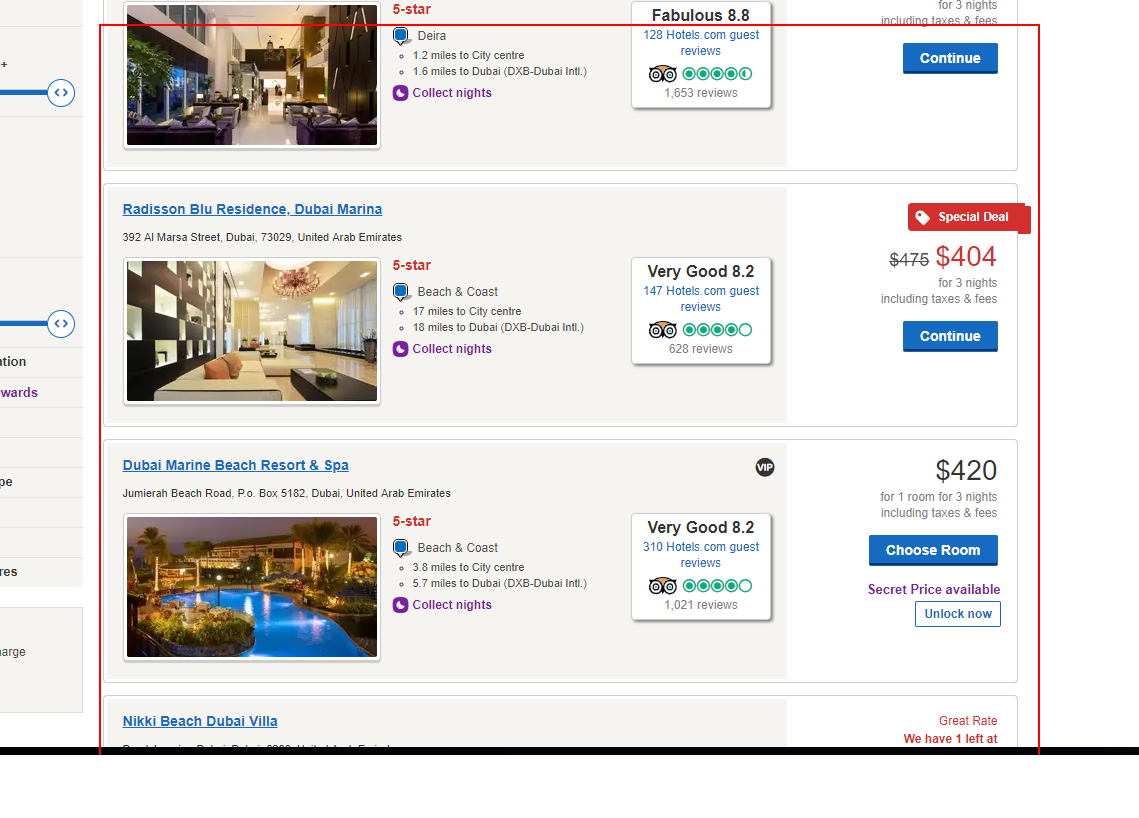 +
ation
wards
pe
res
harge
5-star
Deira
1.2 miles to City centre
1.6 miles to Dubai (DXB-Dubai Intl.)
Collect nights
Fabulous 8.8
128 Hotels.com guest
reviews
1,653 reviews
for 3 nights
including taxes & fees
Continue
Radisson Blu Residence, Dubai Marina
392 Al Marsa Street, Dubai, 73029, United Arab Emirates
5-star
Beach & Coast
17 miles to City centre
18 miles to Dubai (DXB-Dubai Intl.)
Collect nights
Very Good 8.2
147 Hotels.com guest
reviews
628 reviews
Special Deal
$475 $404
for 3 nights
including taxes & fees
Continue
Dubai Marine Beach Resort & Spa
Jumierah Beach Road, P.o. Box 5182, Dubai, United Arab Emirates
5-star
Beach & Coast
3.8 miles to City centre
5.7 miles to Dubai (DXB-Dubai Intl.)
Collect nights
VIP
Very Good 8.2
310 Hotels.com guest
reviews
1,021 reviews
$420
for 1 room for 3 nights
including taxes & fees
Choose Room
Secret Price available
Unlock now
Nikki Beach Dubai Villa
Great Rate
We have 1 left at